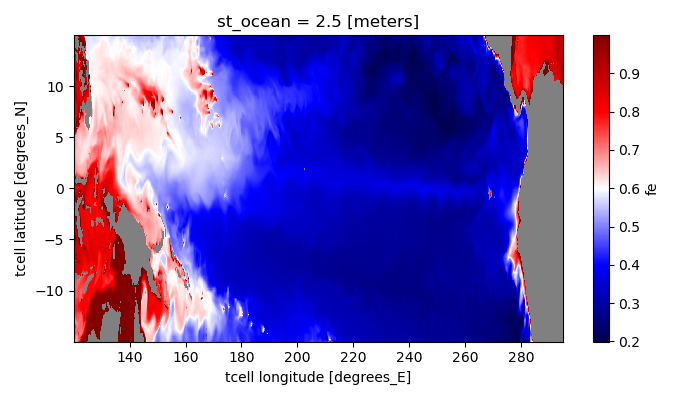 st_ocean = 2.5 [meters]
tcell latitude [degrees_N]
10
5
0
−5
−10
140 160 180 200 220 240 260 280
tcell longitude [degrees_E]
0.9
0.8
0.7
0.6
0.5
0.4
0.3
0.2
fe